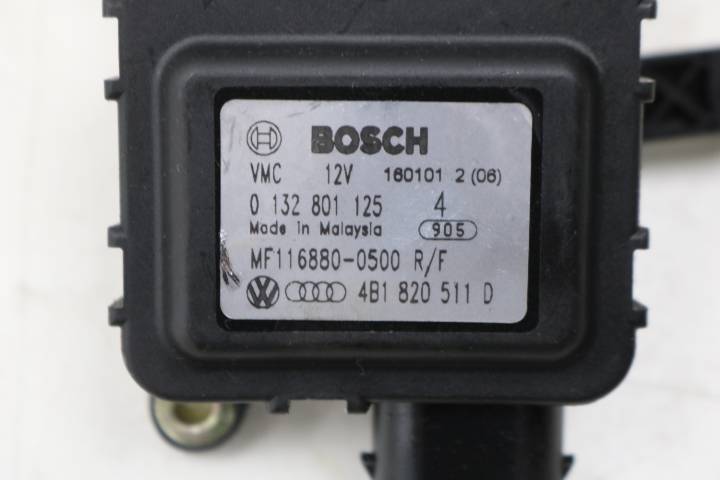 BOSCH
VMC 12V 160101 2 (06)
0 132 801 125 4
Made in Malaysia 905
MF116880-0500 R/F
4B1 820 511 D